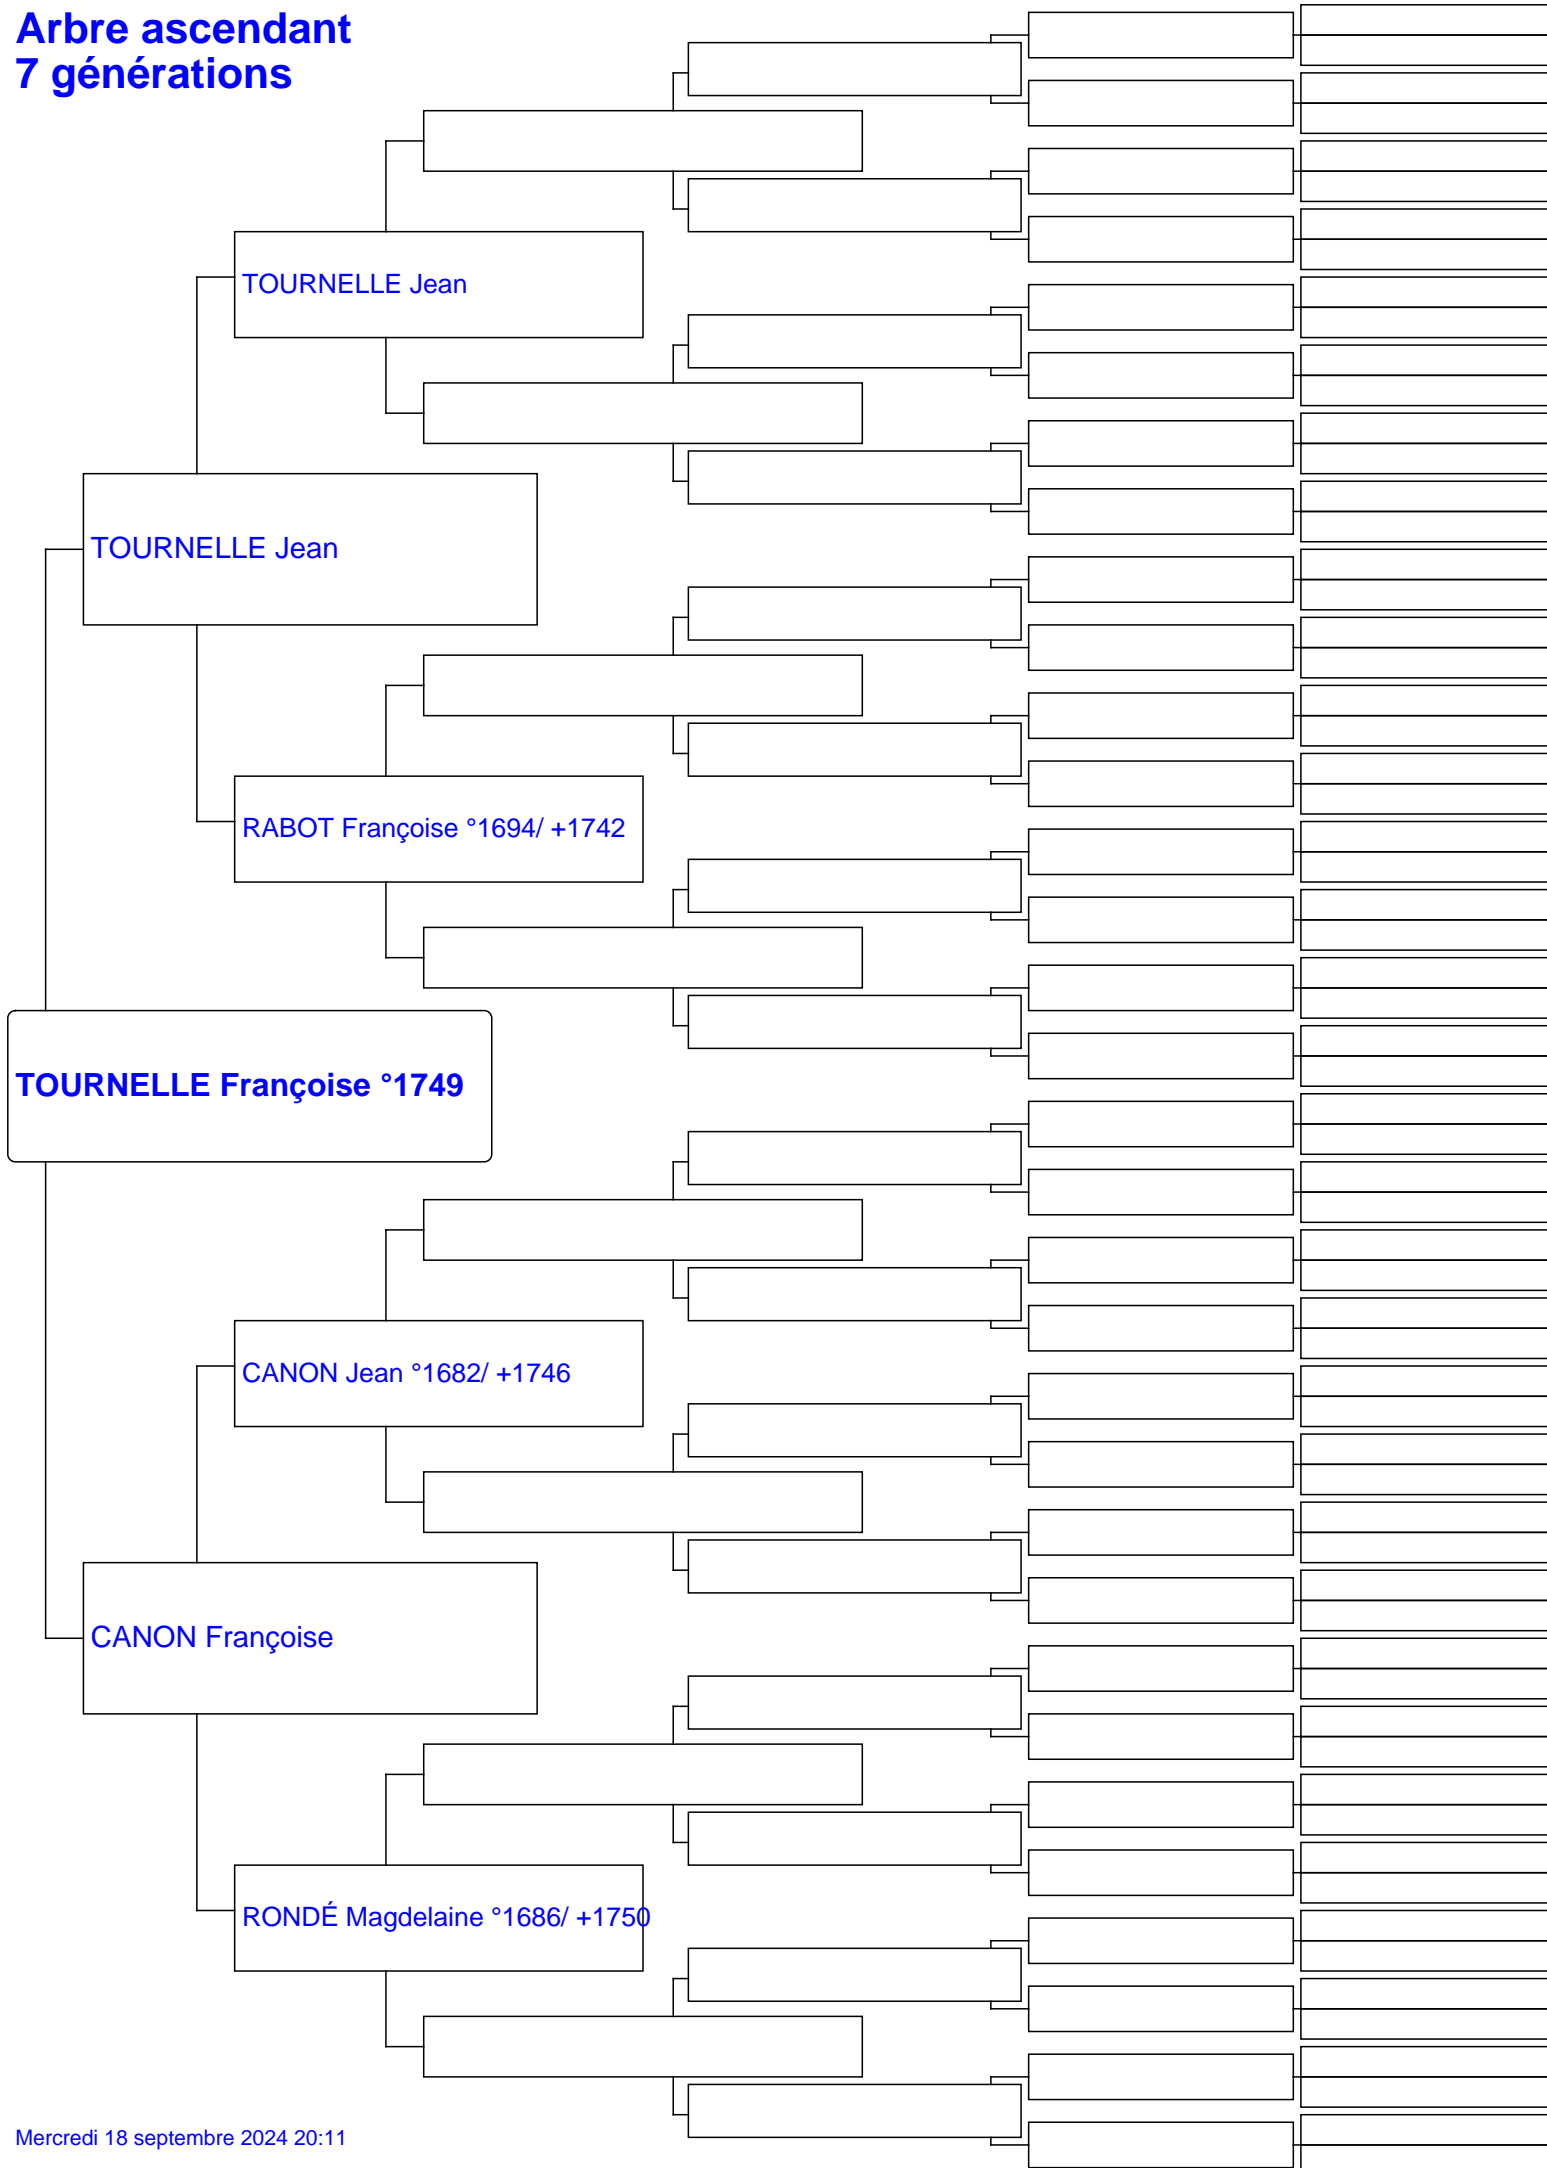 Arbre ascendant
7 générations
TOURNELLE Jean
TOURNELLE Jean
RABOT Françoise °1694/ +1742
TOURNELLE Françoise °1749
CANON Jean °1682/ +1746
CANON Françoise
RONDÉ Magdelaine °1686/ +1750
Mercredi 18 septembre 2024 20:11